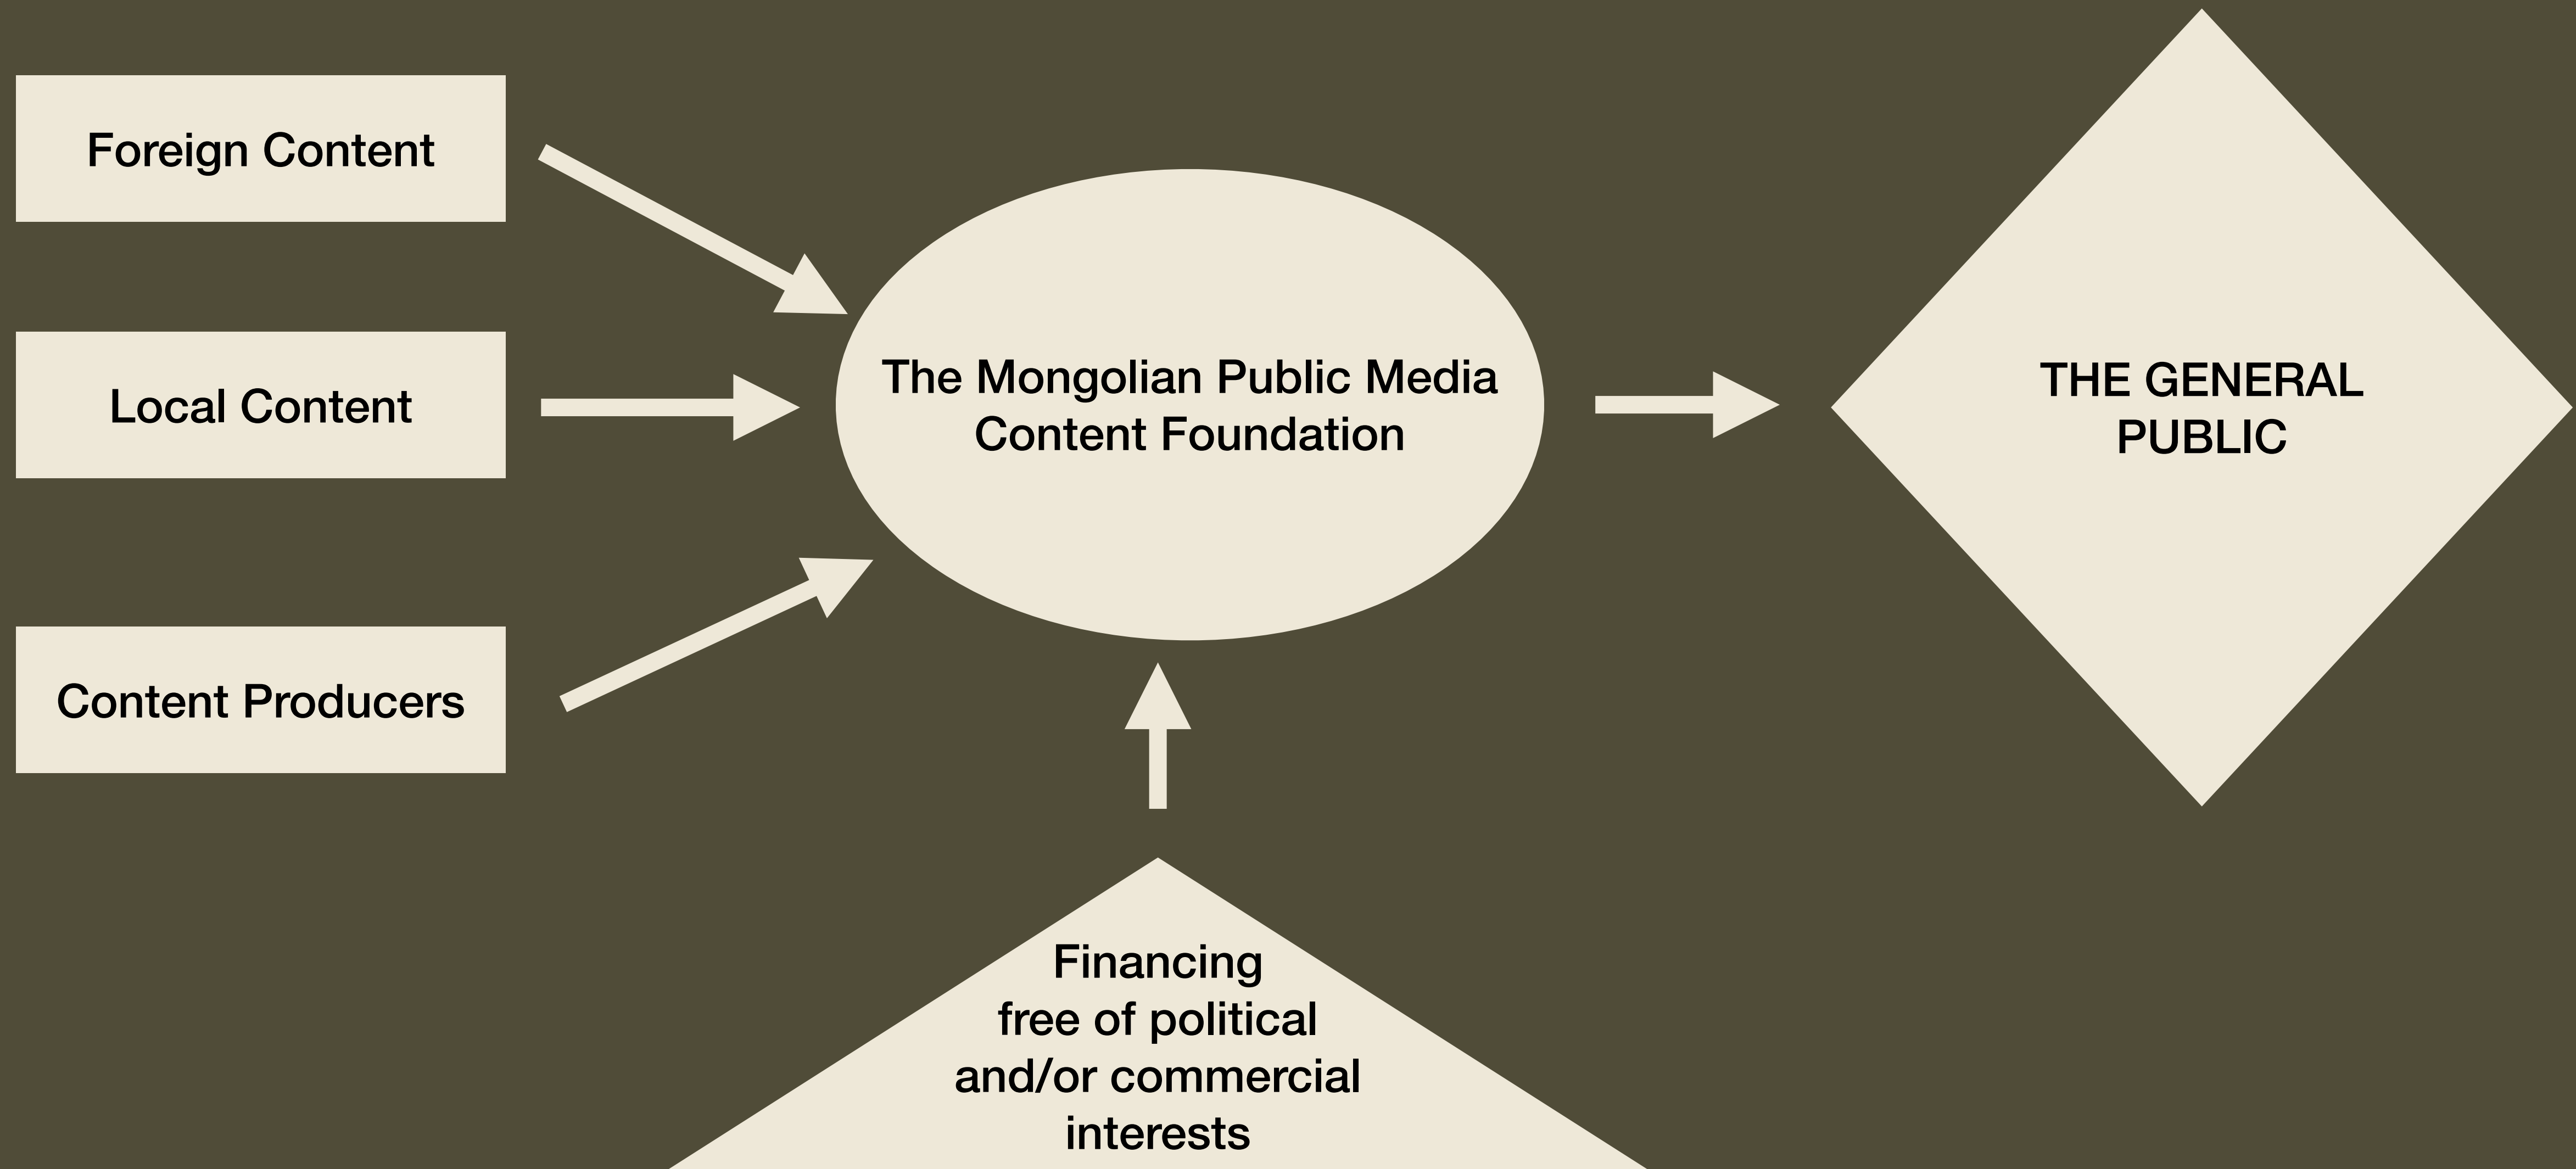 Foreign Content
Local Content
Content Producers
The Mongolian Public Media
Content Foundation
THE GENERAL
PUBLIC
Financing
free of political
and/or commercial
interests